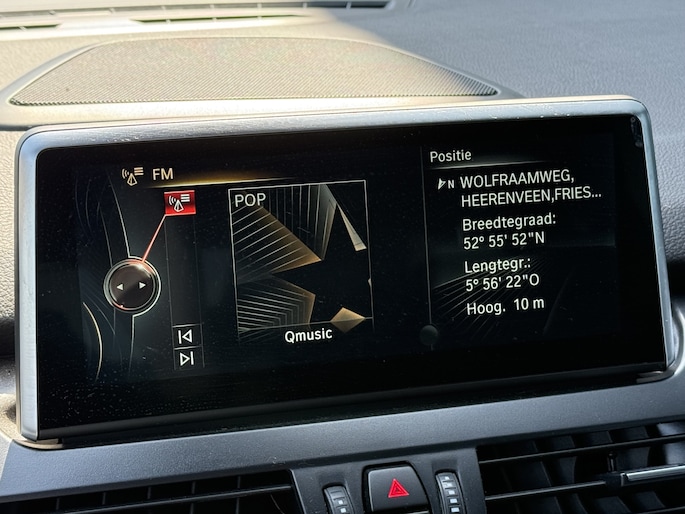 FM
POP
Qmusic
Positie
N WOLFRAAMWEG,
HEERENVEEN,FRIES...
Breedtegraad:
52° 55' 52"N
Lengtegr.:
5° 56' 22"O
Hoog. 10 m